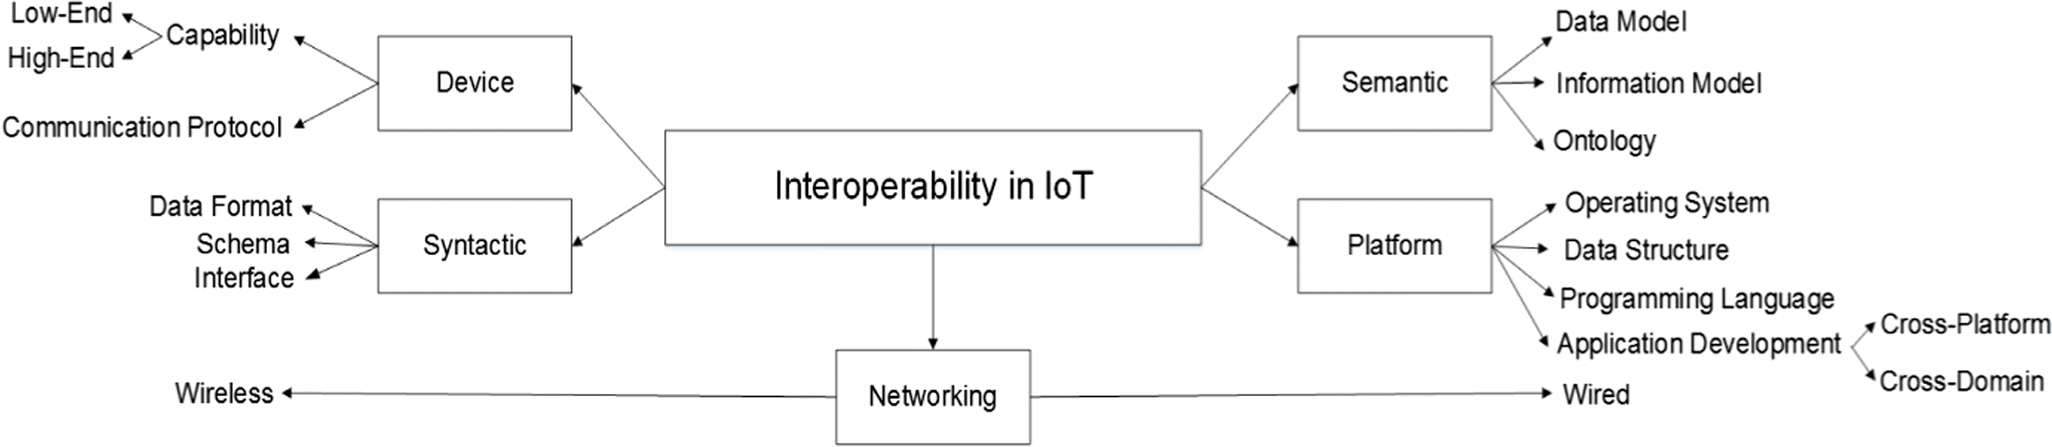 Low-End
High-End
Capability
Communication Protocol
Device
Data Format
Schema
Interface
Syntactic
Interoperability in IoT
Semantic
Data Model
Information Model
Ontology
Platform
Operating System
Data Structure
Programming Language
Application Development
Cross-Platform
Cross-Domain
Wireless
Networking
Wired